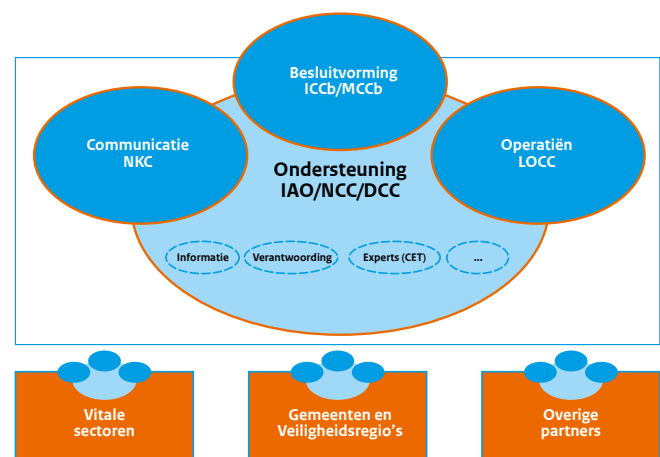 Besluitvorming
ICCb/MCCb
Communicatie
NKC
Operatiën
LOCC
Ondersteuning
IAO/NCC/DCC
Informatie
Verantwoording
Experts (CET)
...
Vitale
sectoren
Gemeenten en
Veiligheidsregio's
Overige
partners